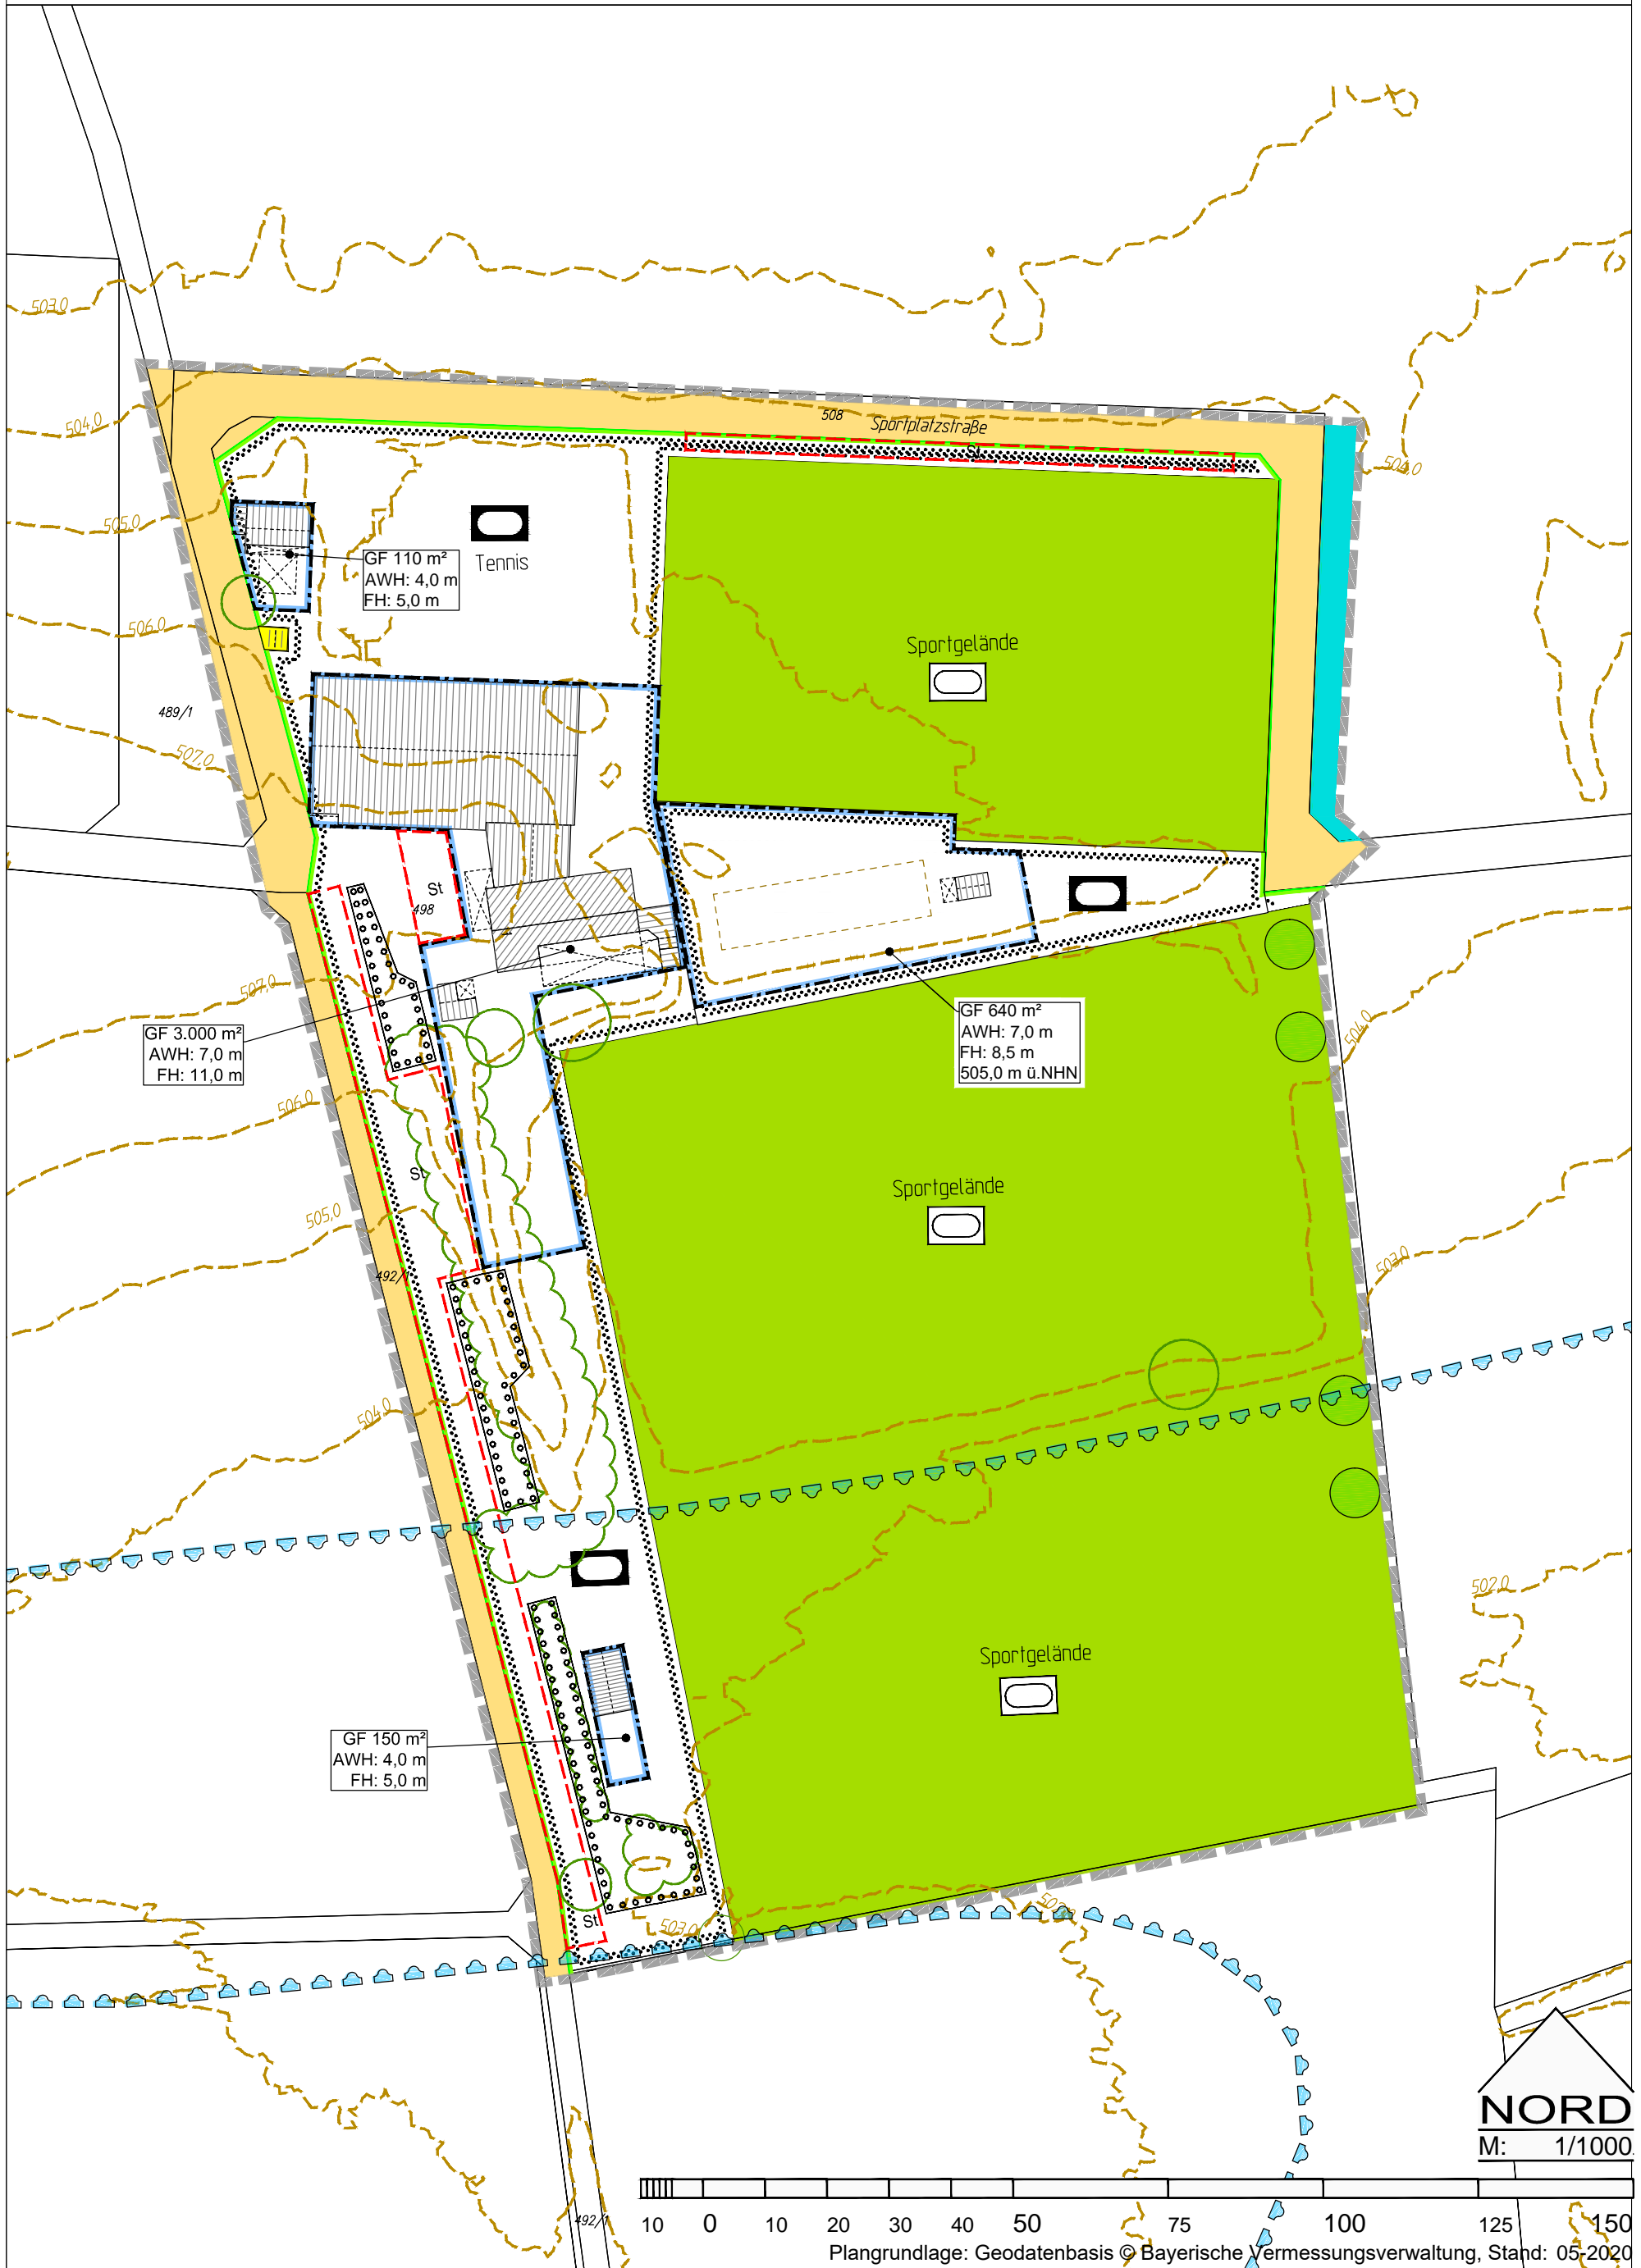 503,0
504,0
508
Sportplatzstraße
St
504,0
505,0
Tennis
GF 110 m²
AWH: 4,0 m
FH: 5,0 m
506,0
Sportgelände
489/1
507,0
St
498
507,0
GF 3.000 m²
AWH: 7,0 m
FH: 11,0 m
GF 640 m²
AWH: 7,0 m
FH: 8,5 m
505,0 m ü.NHN
504,0
506,0
St
Sportgelände
505,0
492/1
503,0
504,0
502,0
Sportgelände
GF 150 m²
AWH: 4,0 m
FH: 5,0 m
St
503,0
NORD
M: 1/1000
492/1
10 0 10 20 30 40 50 75 100 125 150
Plangrundlage: Geodatenbasis © Bayerische Vermessungsverwaltung, Stand: 05-2020